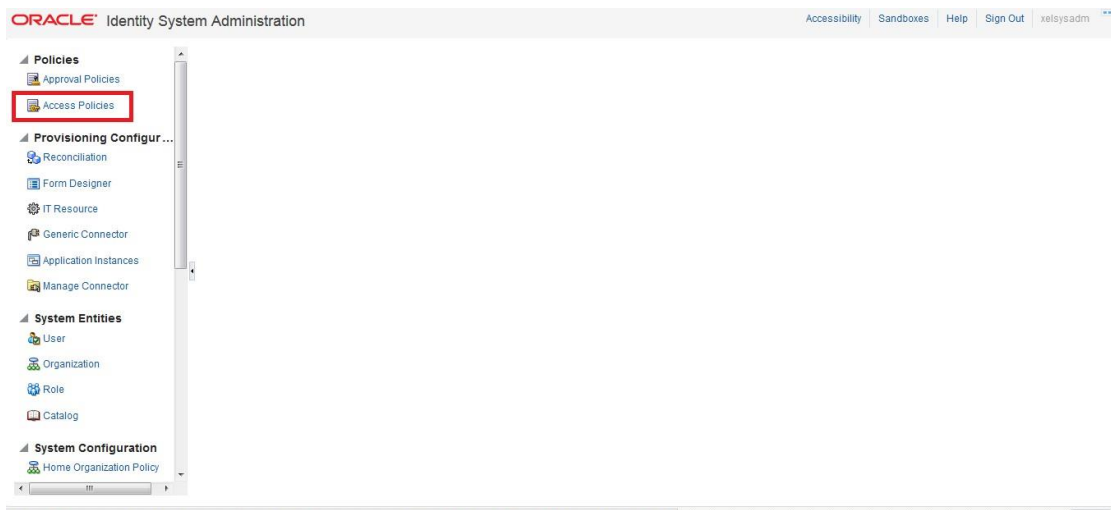 ORACLE Identity System Administration
Accessibility Sandboxes Help Sign Out xelsysadm
Policies
Approval Policies
Access Policies
Provisioning Configur...
Reconciliation
Form Designer
IT Resource
Generic Connector
Application Instances
Manage Connector
System Entities
User
Organization
Role
Catalog
System Configuration
Home Organization Policy